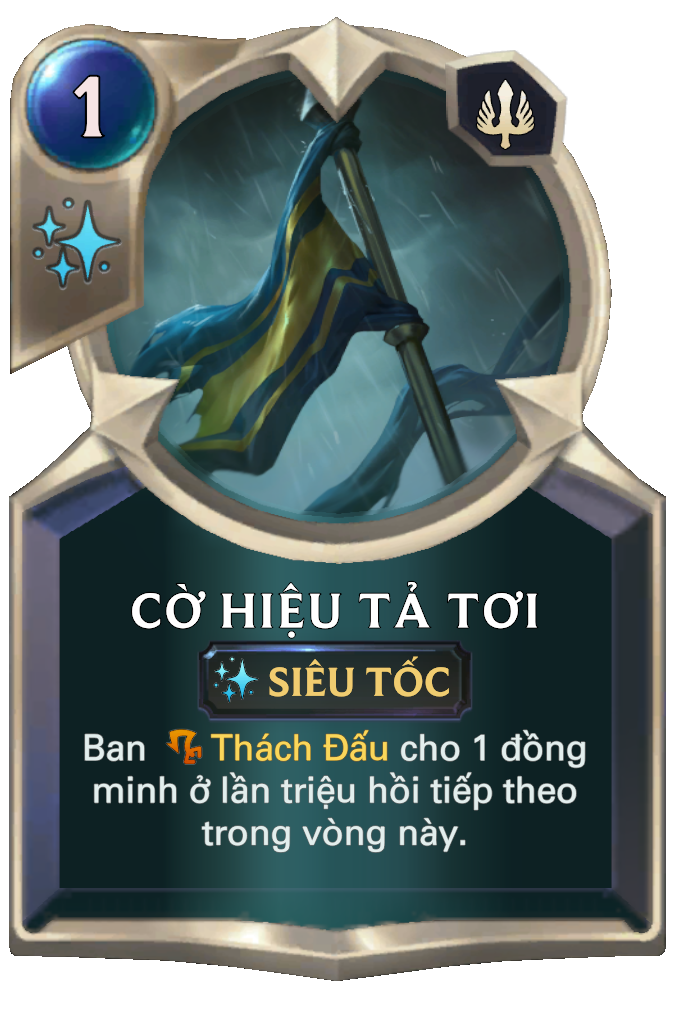 1
CỜ HIỆU TẢ TƠI
SIÊU TỐC
Ban Thách Đấu cho 1 đồng
minh ở lần triệu hồi tiếp theo
trong vòng này.